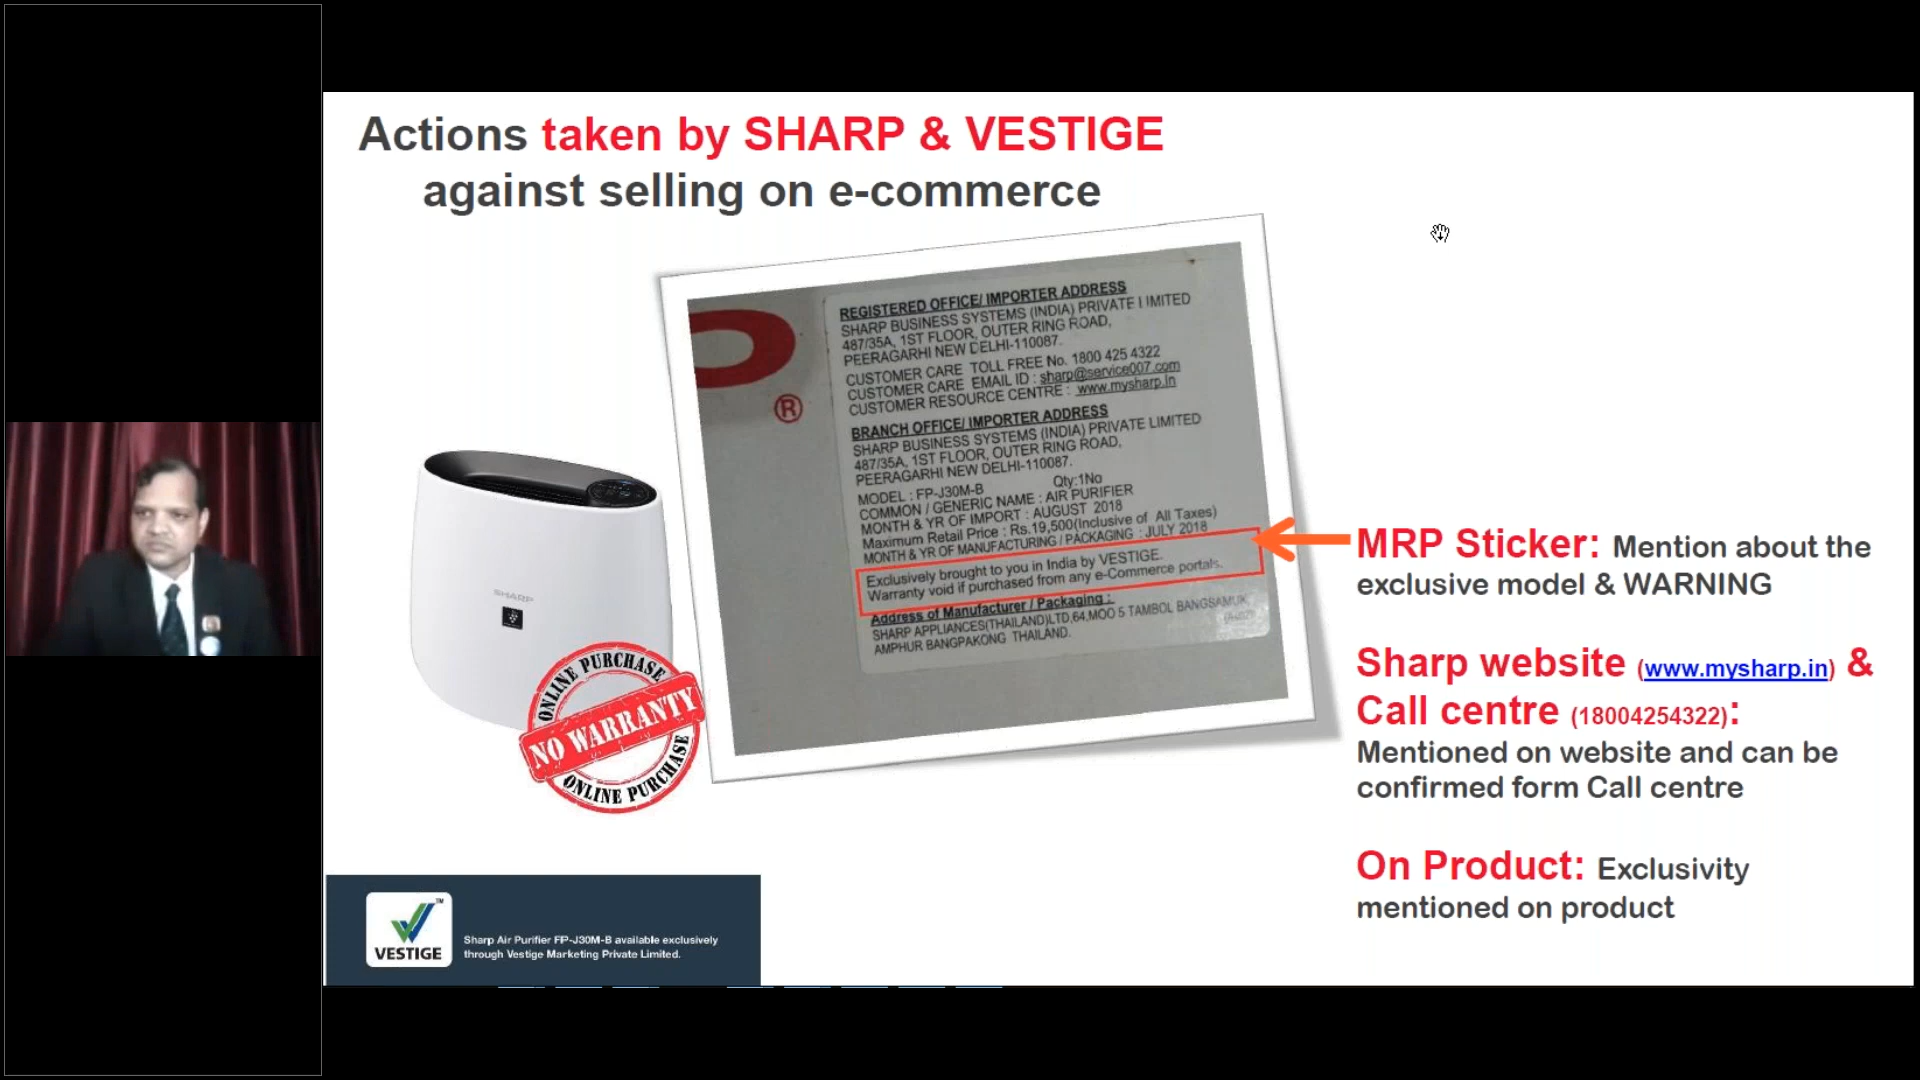 Actions taken by SHARP & VESTIGE
against selling on e-commerce
REGISTERED OFFICE/ IMPORTER ADDRESS
SHARP BUSINESS SYSTEMS (INDIA) PRIVATE LIMITED
487/35A, 1ST FLOOR, OUTER RING ROAD,
PEERAGARHI NEW DELHI-110087.
CUSTOMER CARE TOLL FREE No. 1800 425 4322
CUSTOMER CARE EMAIL ID : sharp@service007.com
CUSTOMER RESOURCE CENTRE : www.mysharp.in
BRANCH OFFICE/ IMPORTER ADDRESS
SHARP BUSINESS SYSTEMS (INDIA) PRIVATE LIMITED
487/35A, 1ST FLOOR, OUTER RING ROAD,
PEERAGARHI NEW DELHI-110087.
MODEL : FP-J30M-B Qty:1No
COMMON / GENERIC NAME : AIR PURIFIER
MONTH & YR OF IMPORT : AUGUST 2018
Maximum Retail Price : Rs.19,500(Inclusive of All Taxes)
MONTH & YR OF MANUFACTURING / PACKAGING : JULY 2018
Exclusively brought to you in India by VESTIGE.
Warranty void if purchased from any e-Commerce portals.
Address of Manufacturer / Packaging :
SHARP APPLIANCES(THAILAND)LTD,64,MOO 5 TAMBOL BANGSAMUK,
AMPHUR BANGPAKONG THAILAND.
®
SHARP
ONLINE PURCHASE
NO WARRANTY
ONLINE PURCHASE
MRP Sticker: Mention about the
exclusive model & WARNING
Sharp website (www.mysharp.in) &
Call centre (18004254322):
Mentioned on website and can be
confirmed form Call centre
On Product: Exclusivity
mentioned on product
VESTIGE
TM
Sharp Air Purifier FP-J30M-B available exclusively
through Vestige Marketing Private Limited.